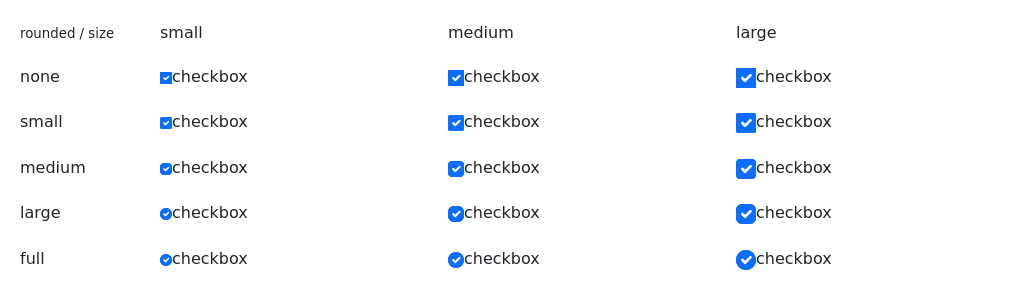 rounded / size small medium large
none checkbox checkbox checkbox
small checkbox checkbox checkbox
medium checkbox checkbox checkbox
large checkbox checkbox checkbox
full checkbox checkbox checkbox